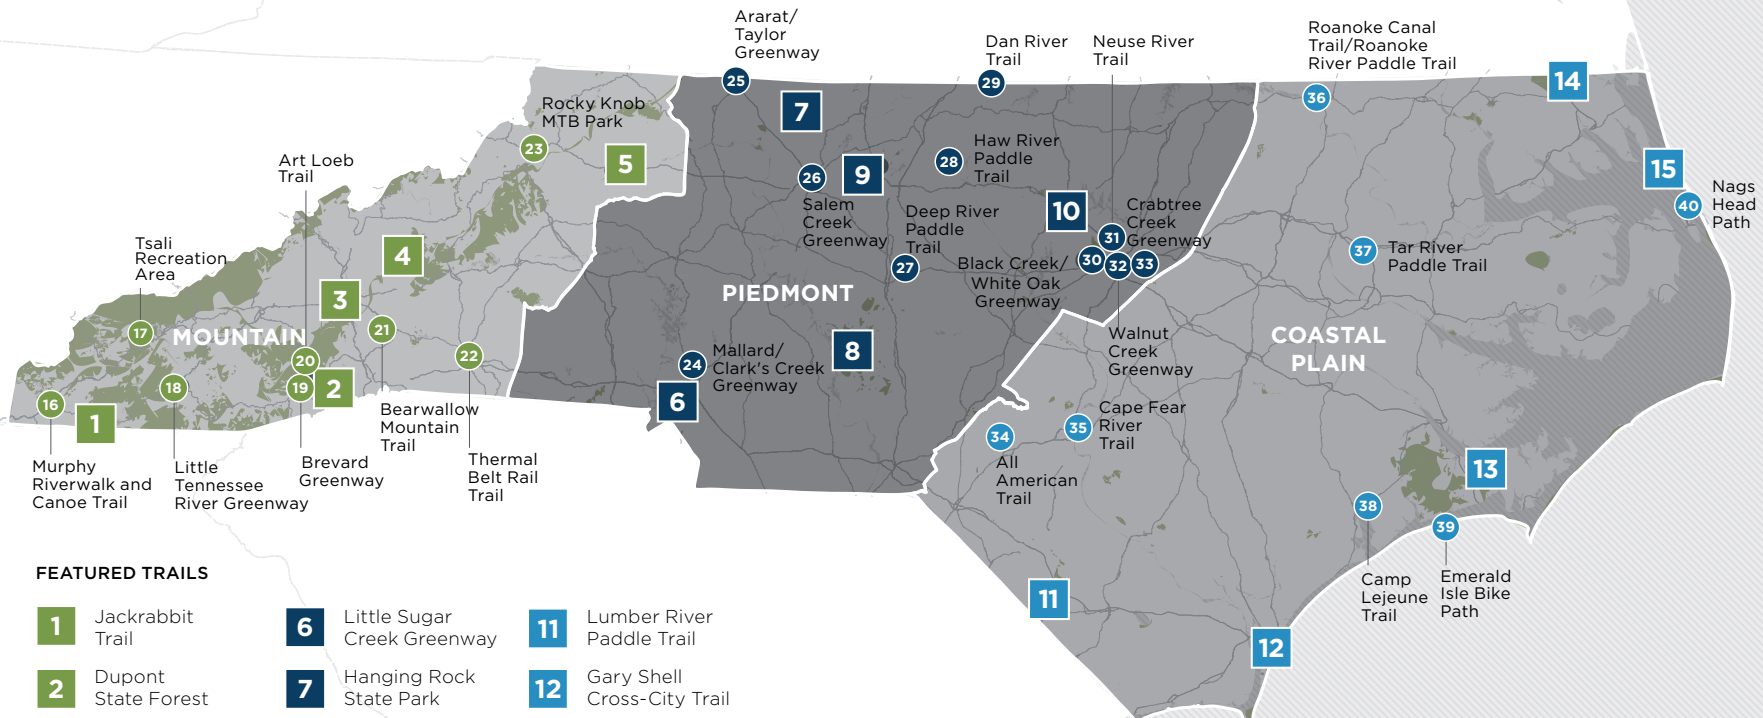 Ararat/
Taylor
Greenway
25
Dan River
Trail
29
Neuse River
Trail
Roanoke Canal
Trail/Roanoke
River Paddle Trail
36
14
Rocky Knob
MTB Park
23
5
7
Art Loeb
Trail
26
Salem
Creek
Greenway
9
28
Haw River
Paddle
Trail
10
Crabtree
Creek
Greenway
31
30
32
33
15
40
Nags
Head
Path
Tsali
Recreation
Area
4
Deep River
Paddle
Trail
27
Black Creek/
White Oak
Greenway
37
Tar River
Paddle Trail
3
17
MOUNTAIN
21
PIEDMONT
COASTAL
PLAIN
20
22
24
Mallard/
Clark's Creek
Greenway
8
Walnut
Creek
Greenway
16
1
18
19
2
6
34
All
American
Trail
35
Cape Fear
River
Trail
13
Murphy
Riverwalk and
Canoe Trail
Little
Tennessee
River Greenway
Brevard
Greenway
Bearwallow
Mountain
Trail
Thermal
Belt Rail
Trail
38
39
Camp
Lejeune
Trail
Emerald
Isle Bike
Path
11
12
FEATURED TRAILS
1
Jackrabbit
Trail
2
Dupont
State Forest
6
Little Sugar
Creek Greenway
7
Hanging Rock
State Park
11
Lumber River
Paddle Trail
12
Gary Shell
Cross-City Trail